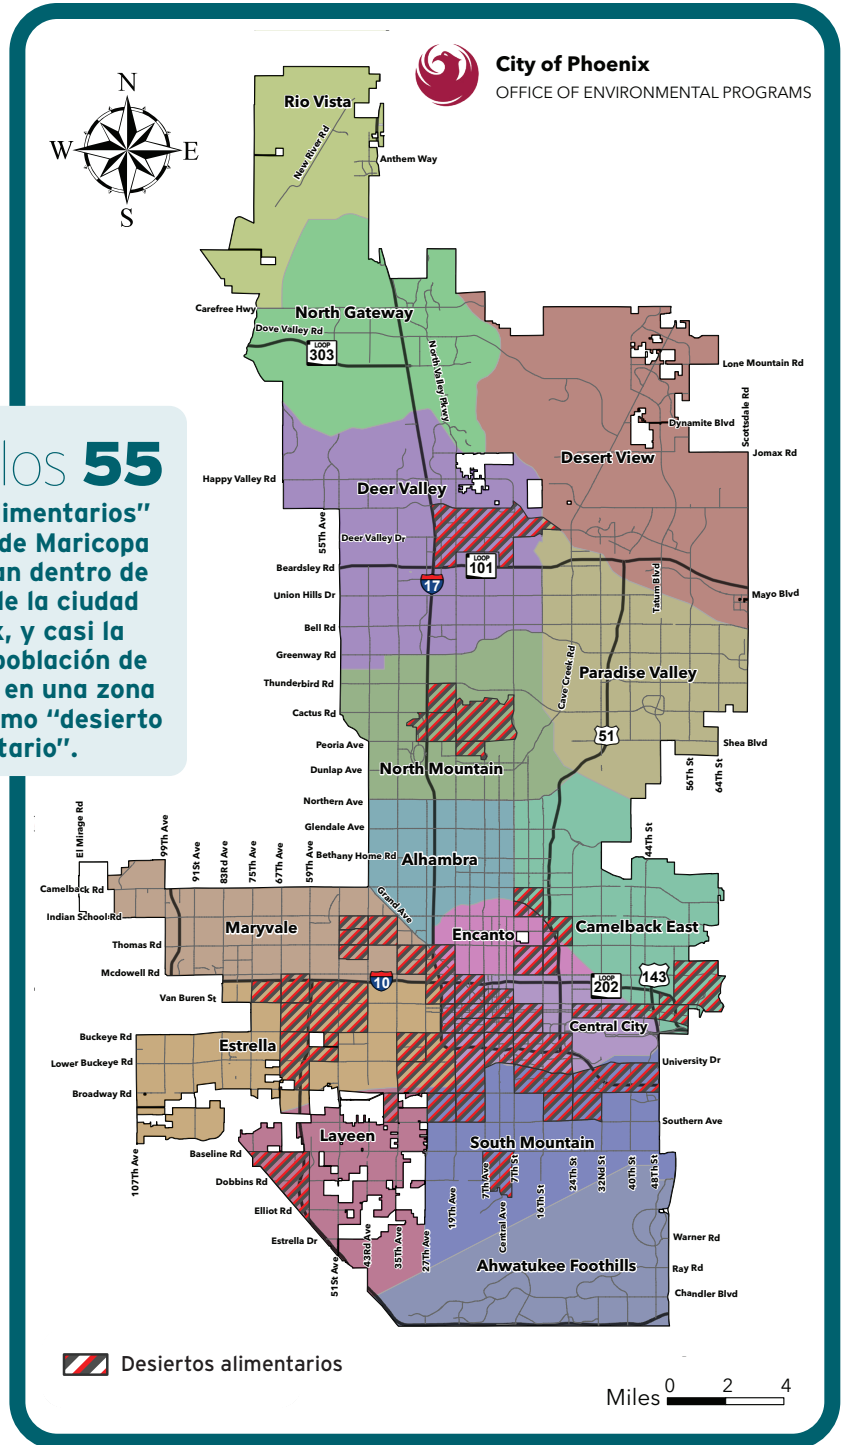 City of Phoenix
OFFICE OF ENVIRONMENTAL PROGRAMS
N
W
E
S
Rio Vista
New River Rd
Anthem Way
Carefree Hwy
North Gateway
Dove Valley Rd
LOOP
303
North Valley Pkwy
Lone Mountain Rd
Scottsdale Rd
Dynamite Blvd
Jomax Rd
Desert View
Happy Valley Rd
Deer Valley
los 55
imentarios"
de Maricopa
an dentro de
de la ciudad
, y casi la
población de
en una zona
mo "desierto
tario".
55Th Ave
Deer Valley Dr
Beardsley Rd
LOOP
101
17
Union Hills Dr
Tatum Blvd
Mayo Blvd
Bell Rd
Greenway Rd
Cave Creek Rd
Paradise Valley
Thunderbird Rd
Cactus Rd
51
Shea Blvd
Peoria Ave
North Mountain
Dunlap Ave
56Th St
64Th St
Northern Ave
El Mirage Rd
99Th Ave
91St Ave
83Rd Ave
75Th Ave
67Th Ave
59Th Ave
Glendale Ave
44Th St
Bethany Home Rd
Alhambra
Camelback Rd
Grand Ave
Indian School Rd
Maryvale
Encanto
Camelback East
Thomas Rd
Mcdowell Rd
10
LOOP
202
143
Van Buren St
Central City
Buckeye Rd
Estrella
Lower Buckeye Rd
University Dr
Broadway Rd
Southern Ave
Laveen
South Mountain
Baseline Rd
107Th Ave
Dobbins Rd
7Th Ave
7Th St
24Th St
32Nd St
40Th St
48Th St
19Th Ave
Central Ave
16Th St
Elliot Rd
Estrella Dr
51St Ave
43Rd Ave
35Th Ave
27Th Ave
Warner Rd
Ahwatukee Foothills
Ray Rd
Chandler Blvd
Desiertos alimentarios
Miles 0 2 4